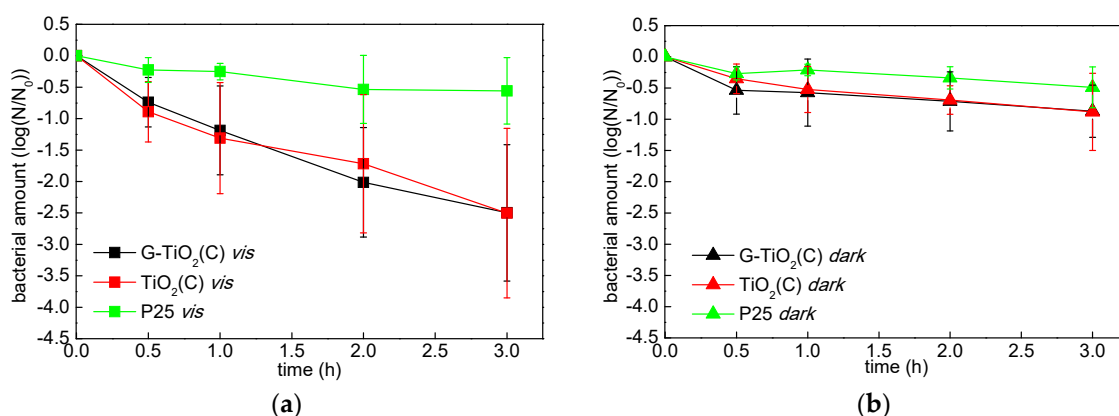 0.5
0.0
-0.5
-1.0
-1.5
-2.0
-2.5
-3.0
-3.5
-4.0
-4.5
bacterial amount (log(N/N₀))
G-TiO₂(C) vis
TiO₂(C) vis
P25 vis
0.0 0.5 1.0 1.5 2.0 2.5 3.0
time (h)
(a)
0.5
0.0
-0.5
-1.0
-1.5
-2.0
-2.5
-3.0
-3.5
-4.0
-4.5
bacterial amount (log(N/N₀))
G-TiO₂(C) dark
TiO₂(C) dark
P25 dark
0.0 0.5 1.0 1.5 2.0 2.5 3.0
time (h)
(b)